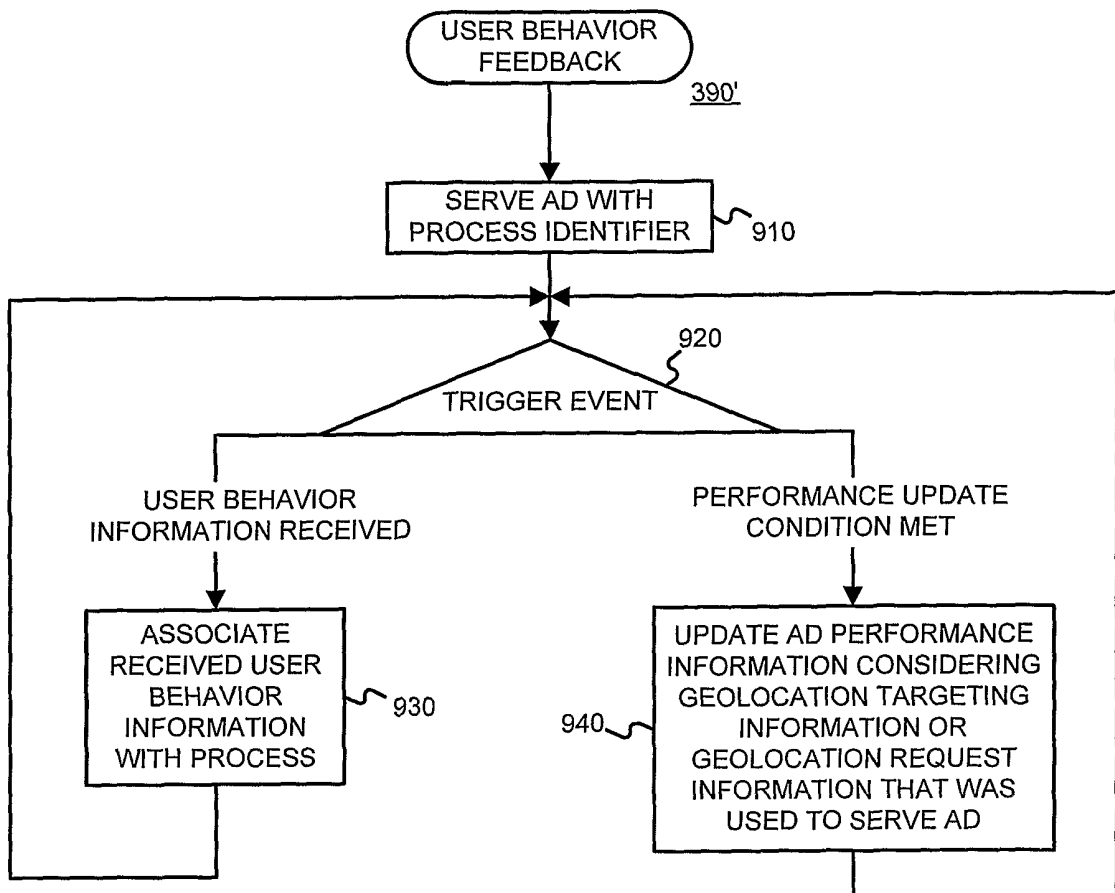 USER BEHAVIOR
FEEDBACK
390'
SERVE AD WITH
PROCESS IDENTIFIER
910
920
TRIGGER EVENT
USER BEHAVIOR
INFORMATION RECEIVED
PERFORMANCE UPDATE
CONDITION MET
ASSOCIATE
RECEIVED USER
BEHAVIOR
INFORMATION
WITH PROCESS
930
UPDATE AD PERFORMANCE
INFORMATION CONSIDERING
GEOLOCATION TARGETING
INFORMATION OR
GEOLOCATION REQUEST
INFORMATION THAT WAS
USED TO SERVE AD
940